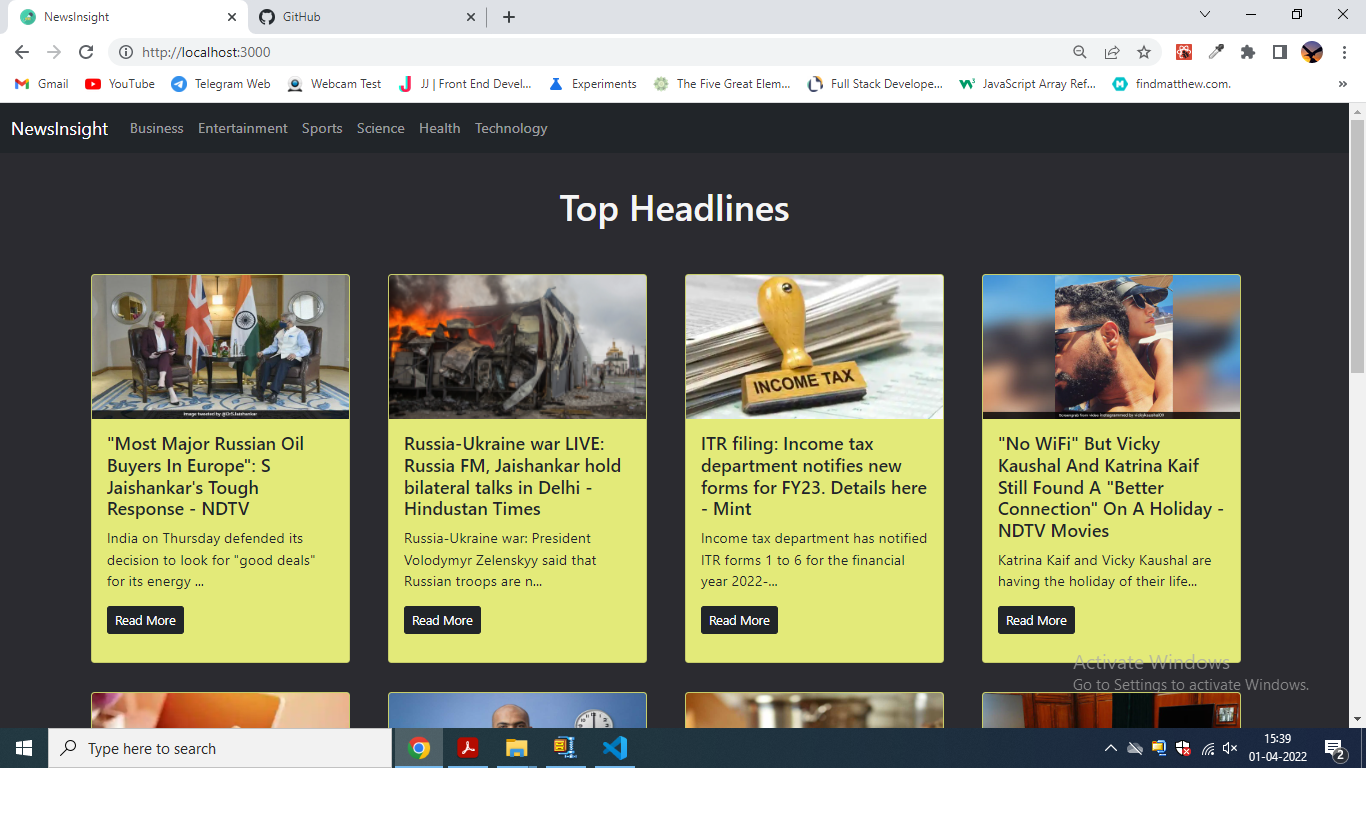 NewsInsight
GitHub
http://localhost:3000
Gmail
YouTube
Telegram Web
Webcam Test
JJ | Front End Devel...
Experiments
The Five Great Elem...
Full Stack Develope...
JavaScript Array Ref...
findmatthew.com.
NewsInsight
Business
Entertainment
Sports
Science
Health
Technology
Top Headlines
Image tweeted by @DrSJaishankar
"Most Major Russian Oil
Buyers In Europe": S
Jaishankar's Tough
Response - NDTV
India on Thursday defended its
decision to look for "good deals"
for its energy ...
Read More
Russia-Ukraine war LIVE:
Russia FM, Jaishankar hold
bilateral talks in Delhi -
Hindustan Times
Russia-Ukraine war: President
Volodymyr Zelenskyy said that
Russian troops are n...
Read More
INCOME TAX
ITR filing: Income tax
department notifies new
forms for FY23. Details here
- Mint
Income tax department has notified
ITR forms 1 to 6 for the financial
year 2022-...
Read More
"No WiFi" But Vicky
Kaushal And Katrina Kaif
Still Found A "Better
Connection" On A Holiday -
NDTV Movies
Katrina Kaif and Vicky Kaushal are
having the holiday of their life...
Read More
Activate Windows
Go to Settings to activate Windows.
Type here to search
15:39
01-04-2022
2